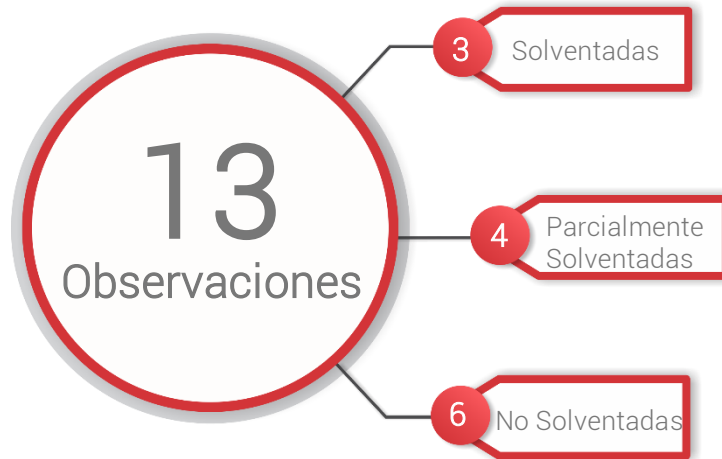 13
Observaciones
3
Solventadas
4
Parcialmente
Solventadas
6
No Solventadas